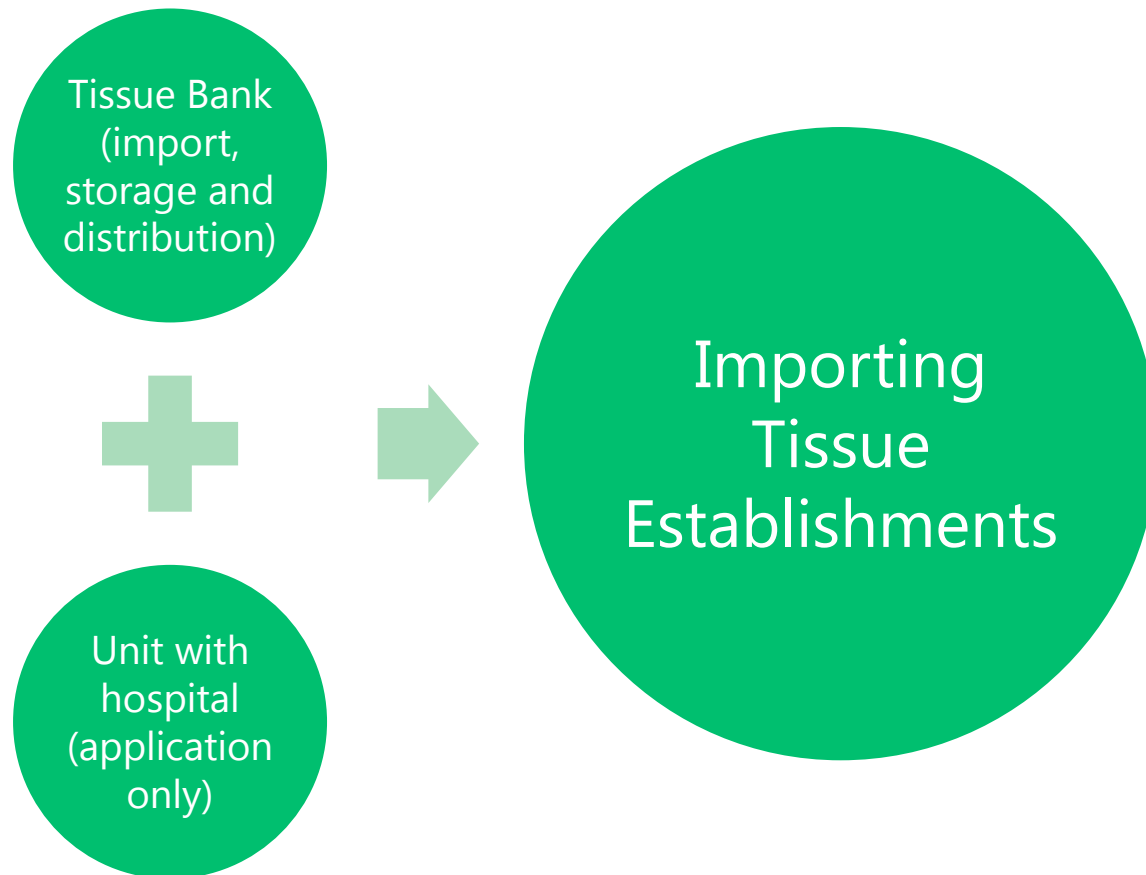 Tissue Bank
(import,
storage and
distribution)
Unit with
hospital
(application
only)
Importing
Tissue
Establishments